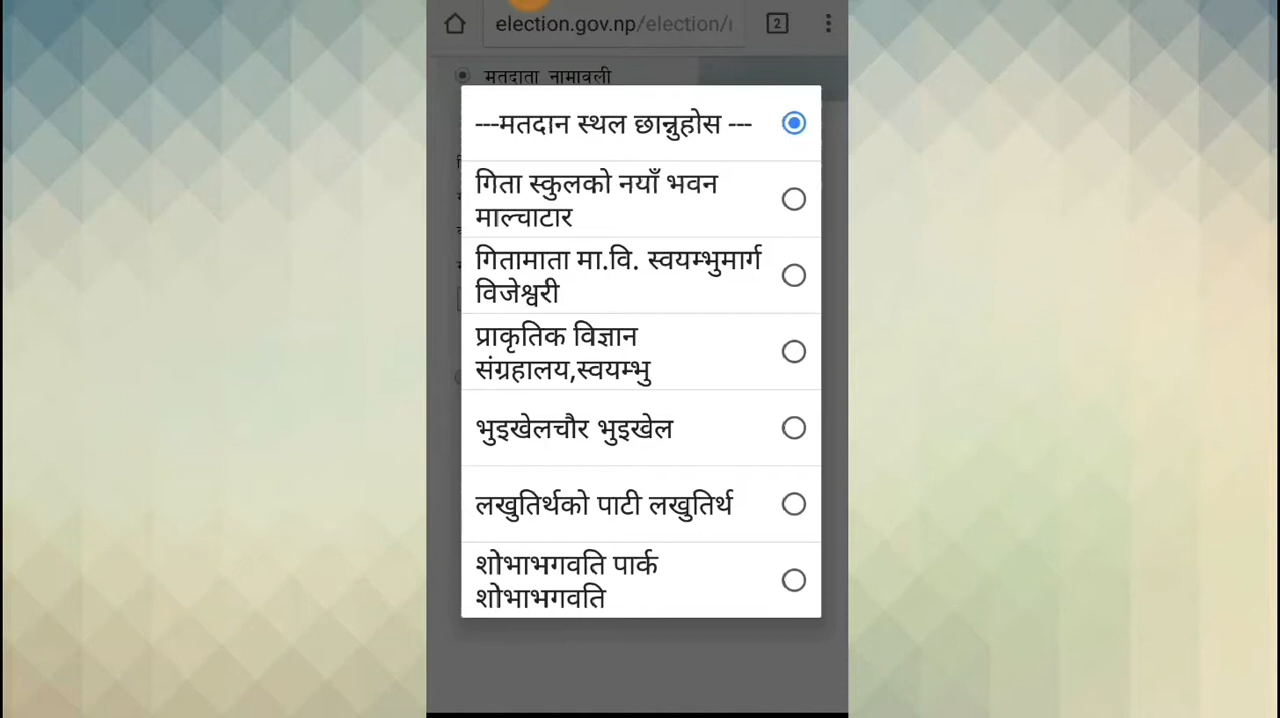 election.gov.np/election/
2
मतदाता नामावली
---मतदान स्थल छान्नुहोस ---
गिता स्कुलको नयाँ भवन
माल्चाटार
गितामाता मा.वि. स्वयम्भुमार्ग
विजेश्वरी
प्राकृतिक विज्ञान
संग्रहालय,स्वयम्भु
भुइखेलचौर भुइखेल
लखुतिर्थको पाटी लखुतिर्थ
शोभाभगवति पार्क
शोभाभगवति